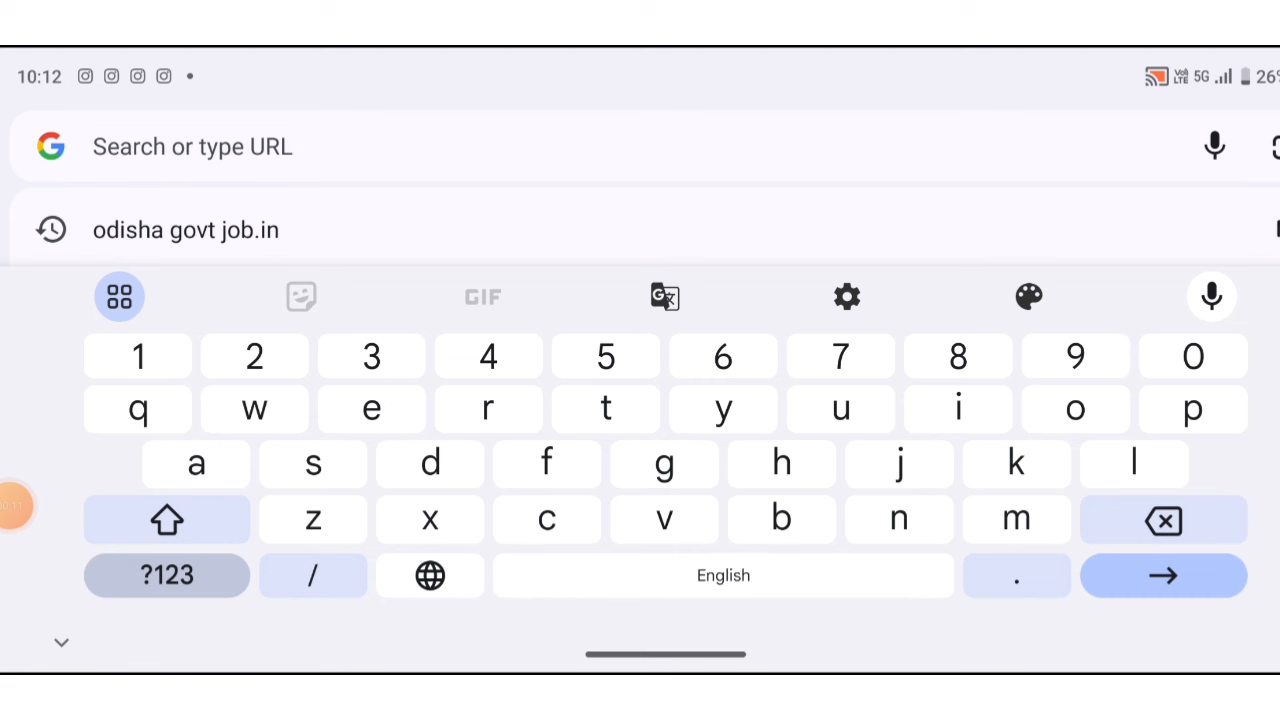 10:12
5G
Search or type URL
odisha govt job.in
GIF
1 2 3 4 5 6 7 8 9 0
q w e r t y u i o p
a s d f g h j k l
z x c v b n m
?123 / English .